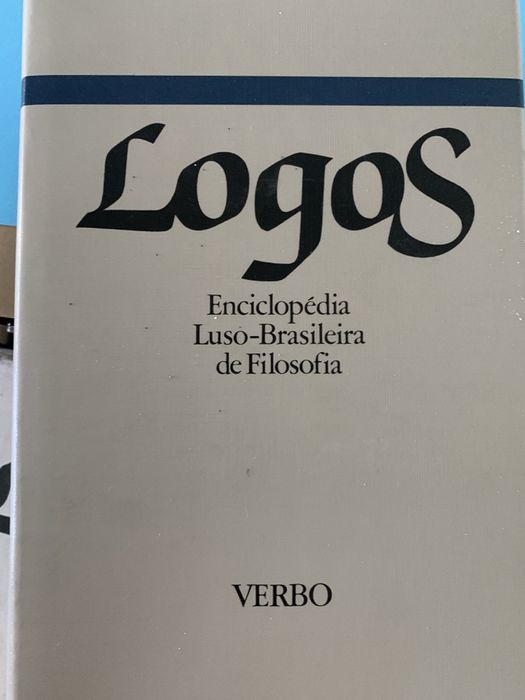 Logos
Enciclopédia
Luso-Brasileira
de Filosofia
VERBO